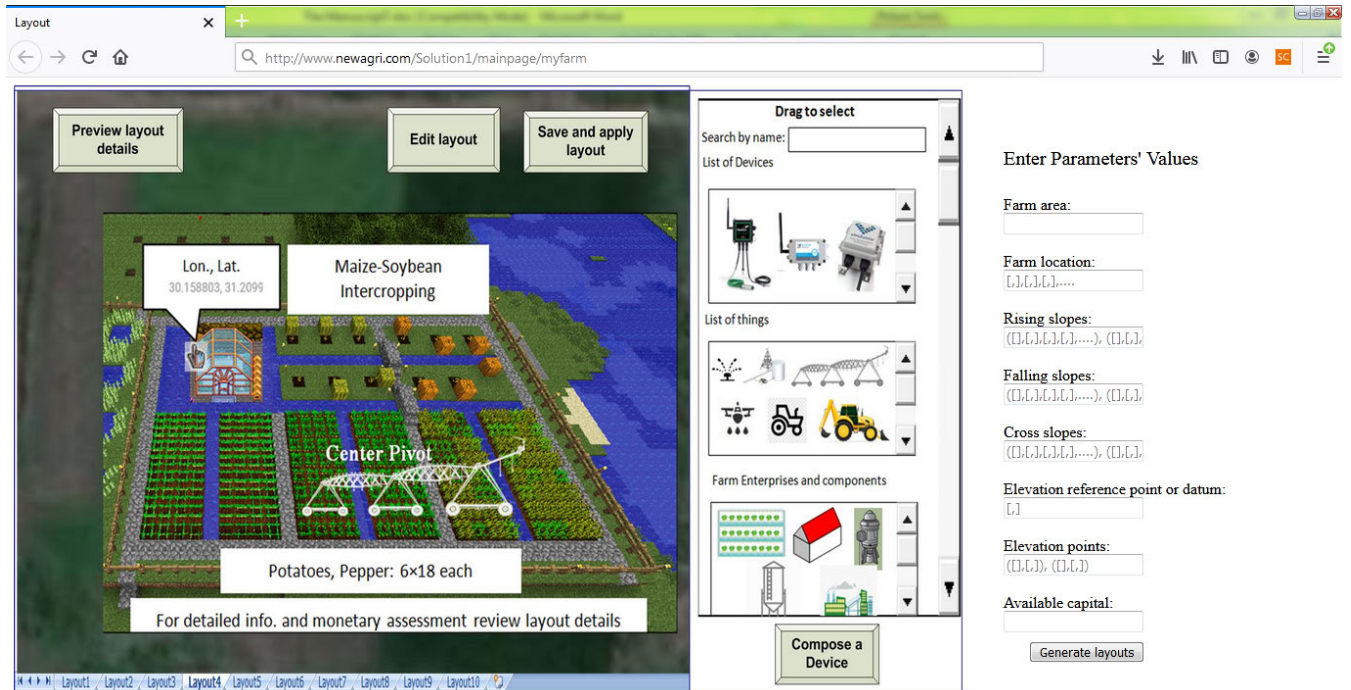 Layout
http://www.newagri.com/Solution1/mainpage/myfarm
SC
Preview layout
details
Edit layout
Save and apply
layout
Lon., Lat.
30.158803, 31.2099
Maize-Soybean
Intercropping
Center Pivot
Potatoes, Pepper: 6×18 each
For detailed info. and monetary assessment review layout details
Layout1
Layout2
Layout3
Layout4
Layout5
Layout6
Layout7
Layout8
Layout9
Layout10
Drag to select
Search by name:
List of Devices
List of things
Farm Enterprises and components
Compose a
Device
Enter Parameters' Values
Farm area:
Farm location:
[,],[,],[,],....
Rising slopes:
([],[,],[,],[,],....), ([],[,],
Falling slopes:
([],[,],[,],[,],....), ([],[,],
Cross slopes:
([],[,],[,],[,],....), ([],[,],
Elevation reference point or datum:
[,]
Elevation points:
([],[,]), ([],[,])
Available capital:
Generate layouts